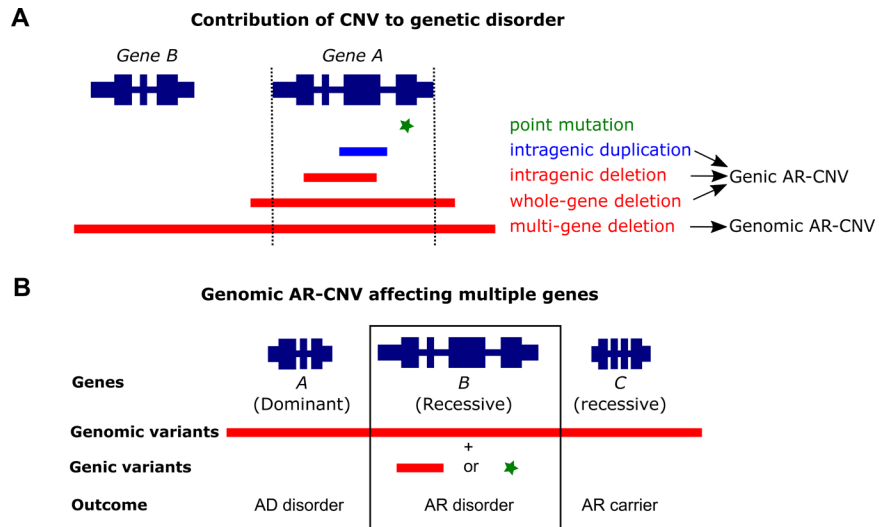 A
Contribution of CNV to genetic disorder
Gene B Gene A
point mutation
intragenic duplication
intragenic deletion Genic AR-CNV
whole-gene deletion
multi-gene deletion Genomic AR-CNV
B
Genomic AR-CNV affecting multiple genes
Genes A B C
(Dominant) (Recessive) (recessive)
Genomic variants
+
Genic variants or
Outcome AD disorder AR disorder AR carrier